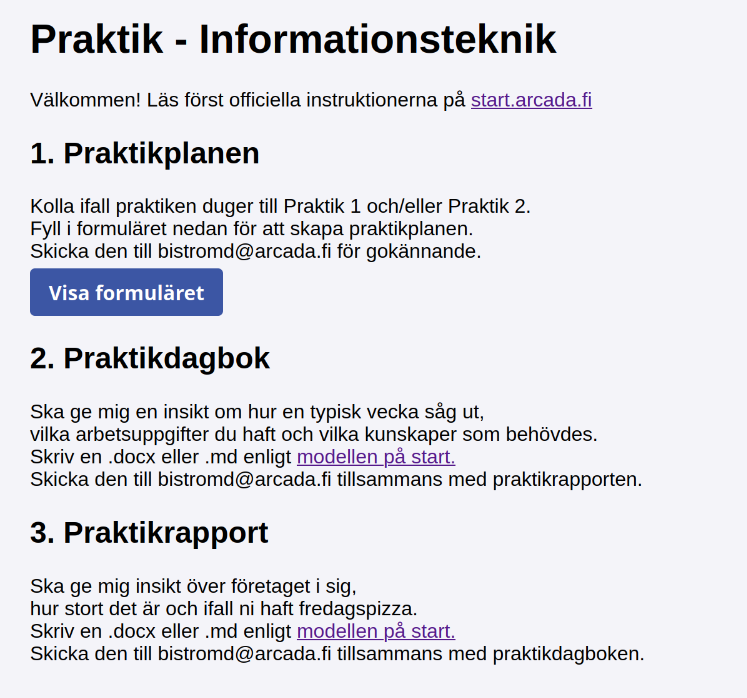 Praktik - Informationsteknik
Välkommen! Läs först officiella instruktionerna på start.arcada.fi
1. Praktikplanen
Kolla ifall praktiken duger till Praktik 1 och/eller Praktik 2.
Fyll i formuläret nedan för att skapa praktikplanen.
Skicka den till bistromd@arcada.fi för gokännande.
Visa formuläret
2. Praktikdagbok
Ska ge mig en insikt om hur en typisk vecka såg ut,
vilka arbetsuppgifter du haft och vilka kunskaper som behövdes.
Skriv en .docx eller .md enligt modellen på start.
Skicka den till bistromd@arcada.fi tillsammans med praktikrapporten.
3. Praktikrapport
Ska ge mig insikt över företaget i sig,
hur stort det är och ifall ni haft fredagspizza.
Skriv en .docx eller .md enligt modellen på start.
Skicka den till bistromd@arcada.fi tillsammans med praktikdagboken.